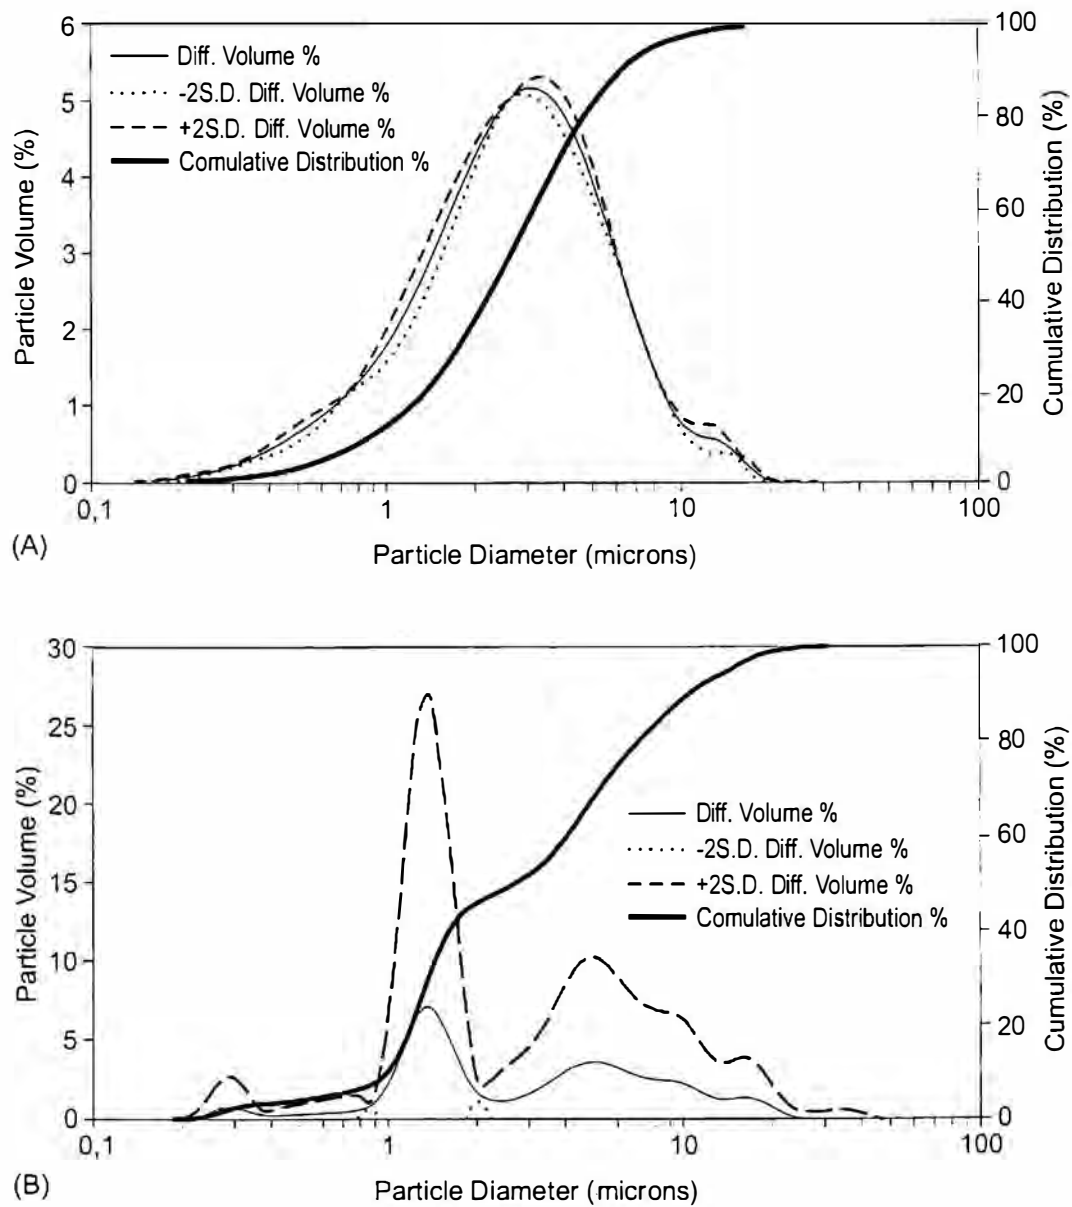 6
5
4
3
2
1
0
Particle Volume (%)
Diff. Volume %
-2S.D. Diff. Volume %
+2S.D. Diff. Volume %
Comulative Distribution %
100
80
60
40
20
0
Cumulative Distribution (%)
0,1
1
10
100
Particle Diameter (microns)
(A)
30
25
20
15
10
5
0
Particle Volume (%)
Diff. Volume %
-2S.D. Diff. Volume %
+2S.D. Diff. Volume %
Comulative Distribution %
100
80
60
40
20
0
Cumulative Distribution (%)
0,1
1
10
100
Particle Diameter (microns)
(B)